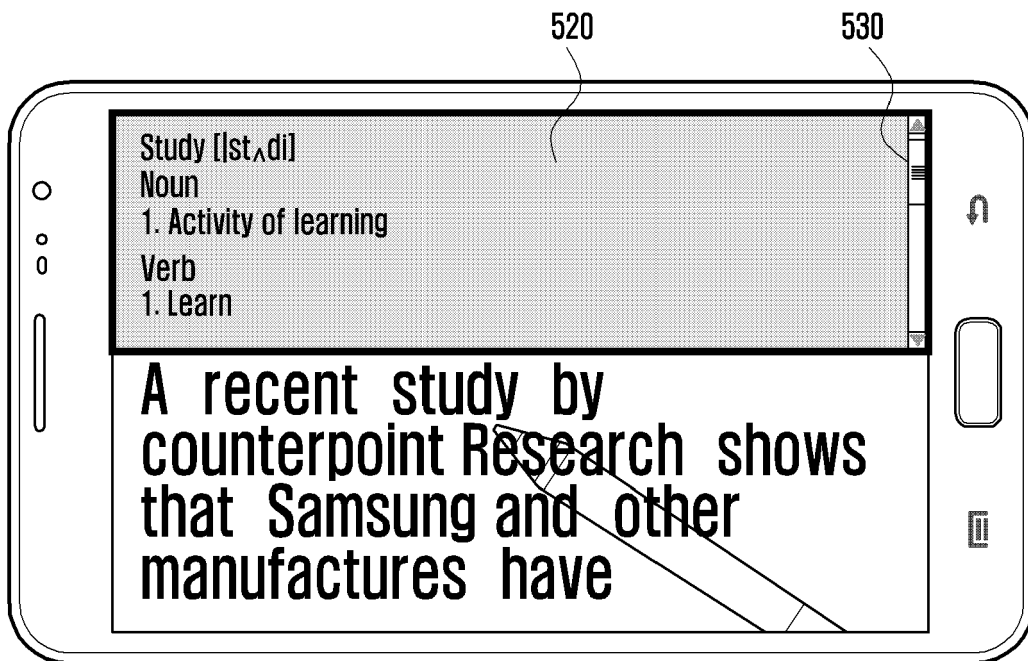 520 530
Study [|stʌdi]
Noun
1. Activity of learning
Verb
1. Learn
A recent study by
counterpoint Research shows
that Samsung and other
manufactures have